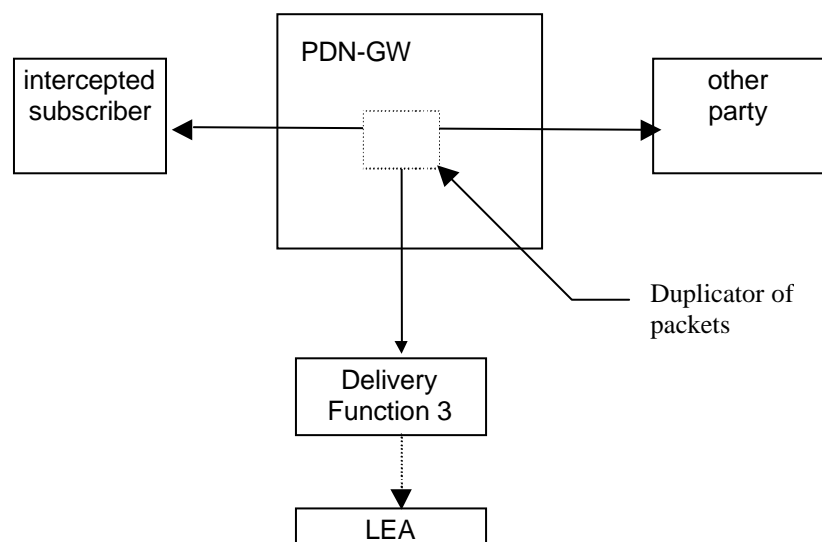 PDN-GW
intercepted
subscriber
other
party
Duplicator of
packets
Delivery
Function 3
LEA